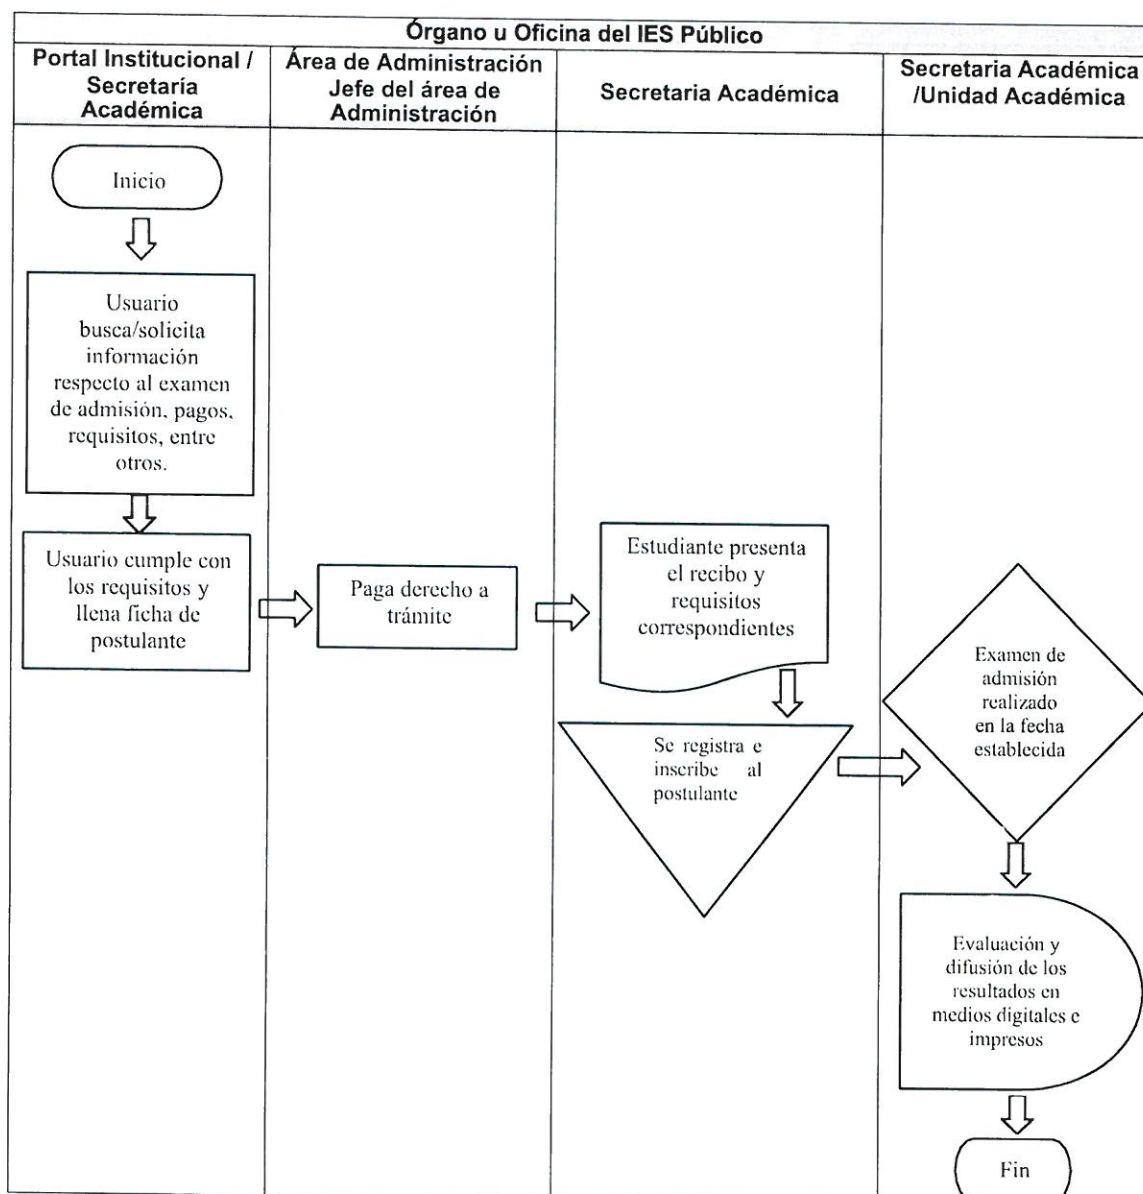 Órgano u Oficina del IES Público
Portal Institucional /
Secretaría
Académica
Área de Administración
Jefe del área de
Administración
Secretaria Académica
Secretaria Académica
/Unidad Académica
Inicio
Usuario
busca/solicita
información
respecto al examen
de admisión, pagos,
requisitos, entre
otros.
Usuario cumple con
los requisitos y
llena ficha de
postulante
Paga derecho a
trámite
Estudiante presenta
el recibo y
requisitos
correspondientes
Se registra e
inscribe al
postulante
Examen de
admisión
realizado
en la fecha
establecida
Evaluación y
difusión de los
resultados en
medios digitales e
impresos
Fin